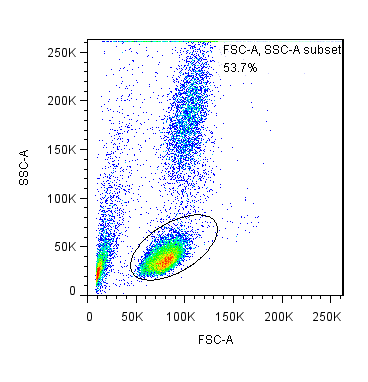 FSC-A, SSC-A subset
53.7%
250K
200K
150K
100K
50K
0
SSC-A
0 50K 100K 150K 200K 250K
FSC-A